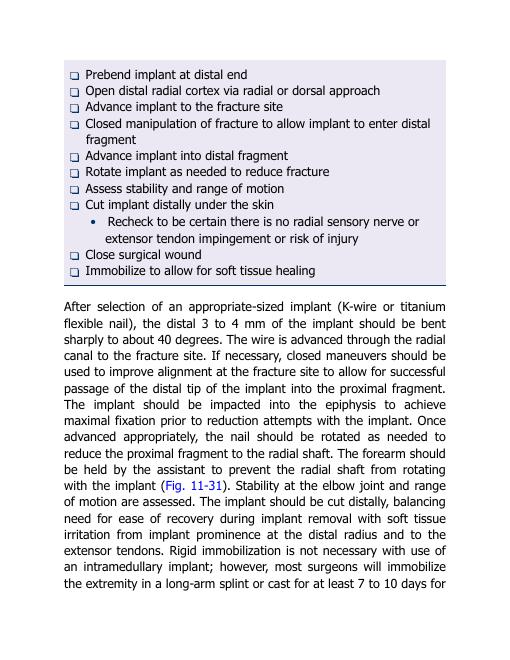 ❑ Prebend implant at distal end
❑ Open distal radial cortex via radial or dorsal approach
❑ Advance implant to the fracture site
❑ Closed manipulation of fracture to allow implant to enter distal
fragment
❑ Advance implant into distal fragment
❑ Rotate implant as needed to reduce fracture
❑ Assess stability and range of motion
❑ Cut implant distally under the skin
• Recheck to be certain there is no radial sensory nerve or
extensor tendon impingement or risk of injury
❑ Close surgical wound
❑ Immobilize to allow for soft tissue healing
After selection of an appropriate-sized implant (K-wire or titanium
flexible nail), the distal 3 to 4 mm of the implant should be bent
sharply to about 40 degrees. The wire is advanced through the radial
canal to the fracture site. If necessary, closed maneuvers should be
used to improve alignment at the fracture site to allow for successful
passage of the distal tip of the implant into the proximal fragment.
The implant should be impacted into the epiphysis to achieve
maximal fixation prior to reduction attempts with the implant. Once
advanced appropriately, the nail should be rotated as needed to
reduce the proximal fragment to the radial shaft. The forearm should
be held by the assistant to prevent the radial shaft from rotating
with the implant (Fig. 11-31). Stability at the elbow joint and range
of motion are assessed. The implant should be cut distally, balancing
need for ease of recovery during implant removal with soft tissue
irritation from implant prominence at the distal radius and to the
extensor tendons. Rigid immobilization is not necessary with use of
an intramedullary implant; however, most surgeons will immobilize
the extremity in a long-arm splint or cast for at least 7 to 10 days for